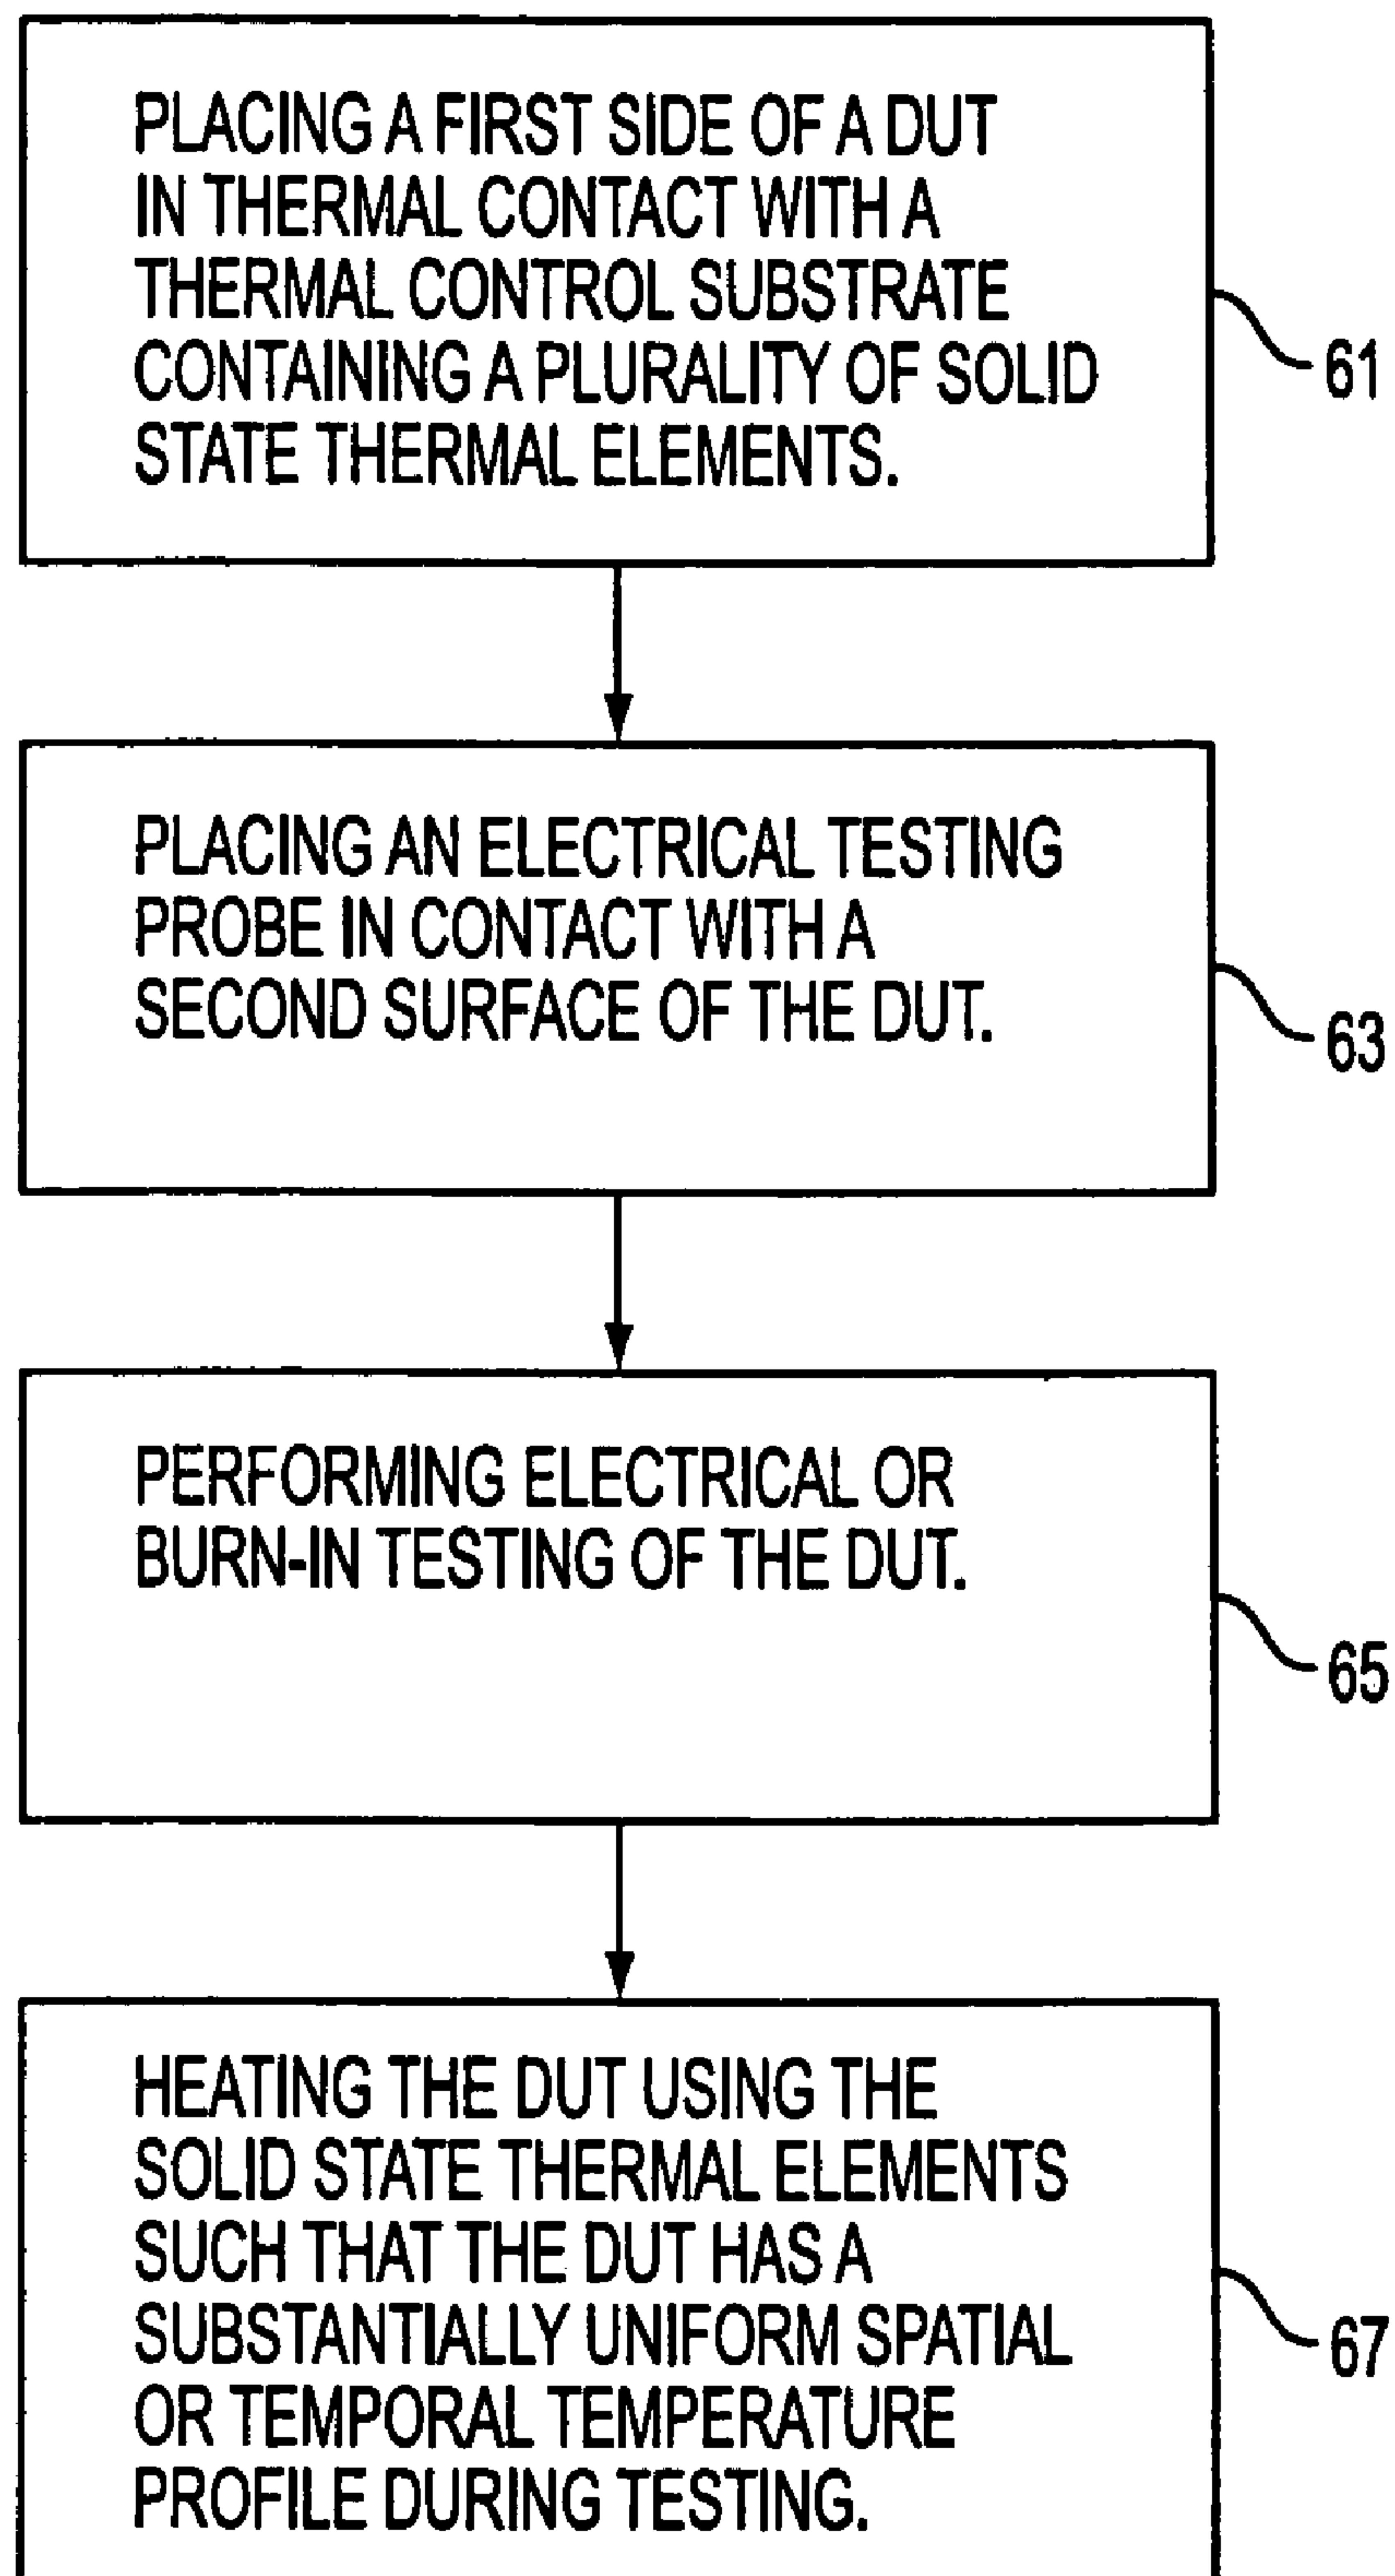 PLACING A FIRST SIDE OF A DUT
IN THERMAL CONTACT WITH A
THERMAL CONTROL SUBSTRATE
CONTAINING A PLURALITY OF SOLID
STATE THERMAL ELEMENTS.
61
PLACING AN ELECTRICAL TESTING
PROBE IN CONTACT WITH A
SECOND SURFACE OF THE DUT.
63
PERFORMING ELECTRICAL OR
BURN-IN TESTING OF THE DUT.
65
HEATING THE DUT USING THE
SOLID STATE THERMAL ELEMENTS
SUCH THAT THE DUT HAS A
SUBSTANTIALLY UNIFORM SPATIAL
OR TEMPORAL TEMPERATURE
PROFILE DURING TESTING.
67